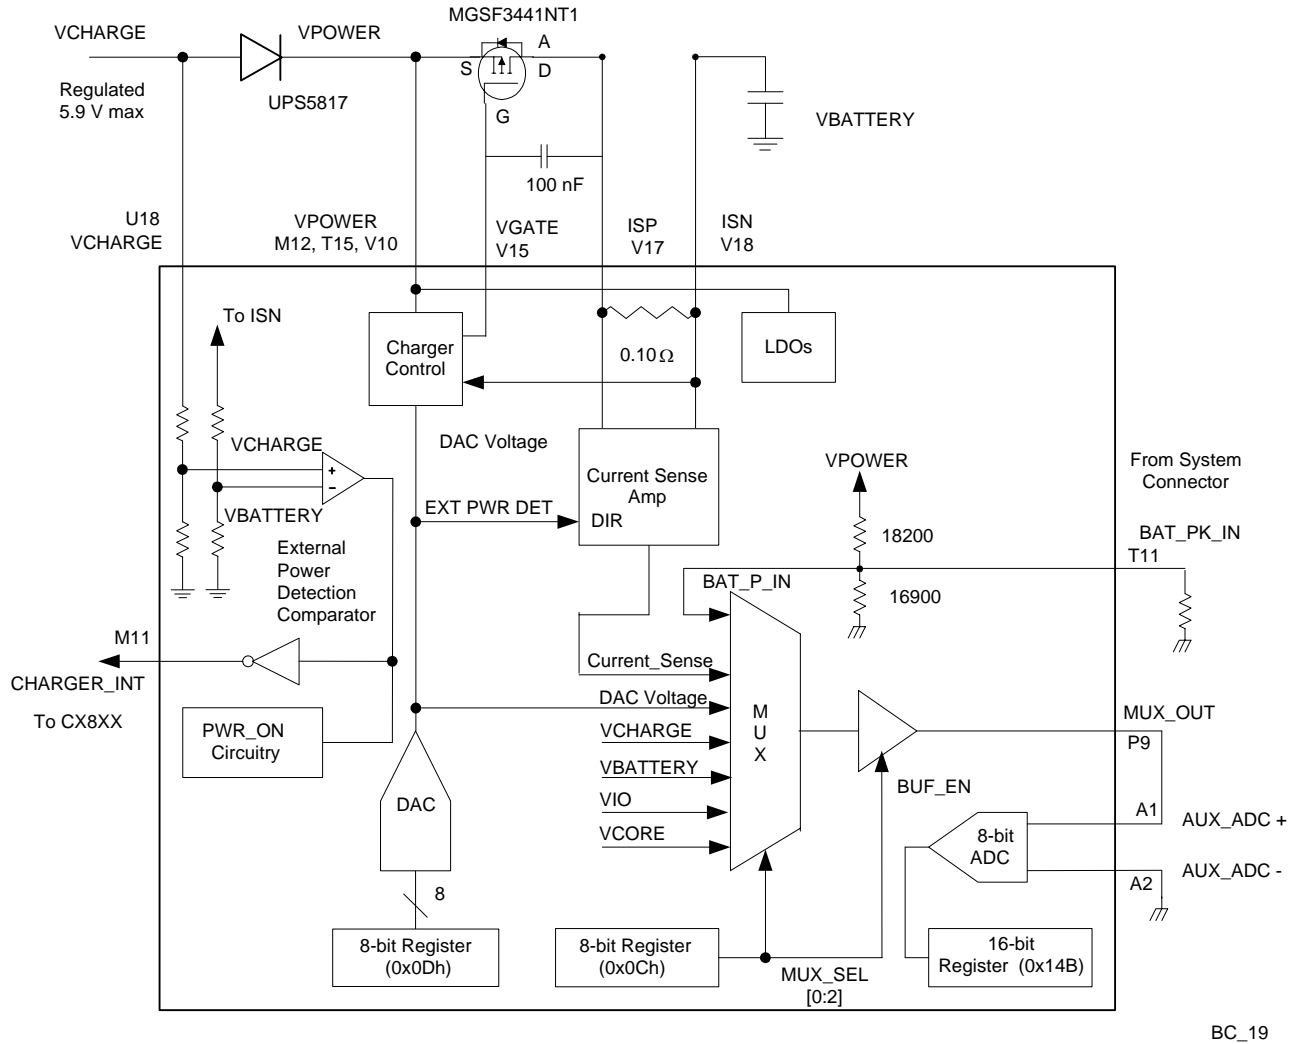 MGSF3441NT1
VCHARGE
VPOWER
A
S
D
Regulated
5.9 V max
UPS5817
G
VBATTERY
100 nF
U18
VCHARGE
VPOWER
M12, T15, V10
VGATE
V15
ISP
V17
ISN
V18
To ISN
Charger
Control
0.10 Ω
LDOs
VCHARGE
+
−
VBATTERY
DAC Voltage
Current Sense
Amp
EXT PWR DET
DIR
VPOWER
From System
Connector
18200
BAT_PK_IN
T11
16900
External
Power
Detection
Comparator
BAT_P_IN
M11
CHARGER_INT
To CX8XX
Current_Sense
DAC Voltage
VCHARGE
VBATTERY
VIO
VCORE
M
U
X
MUX_OUT
P9
PWR_ON
Circuitry
DAC
BUF_EN
8-bit
ADC
A1
AUX_ADC +
A2
AUX_ADC -
8
8-bit Register
(0x0Dh)
8-bit Register
(0x0Ch)
MUX_SEL
[0:2]
16-bit
Register (0x14B)
BC_19